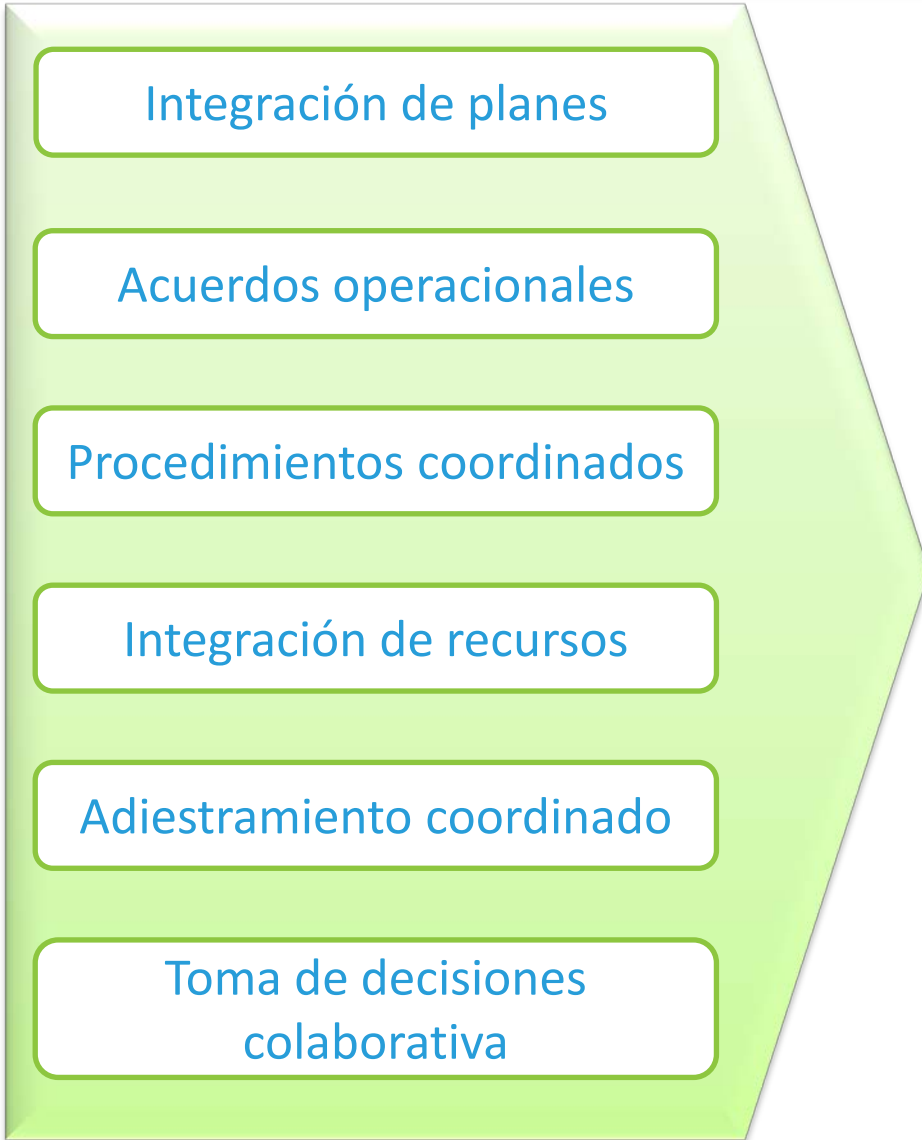 Integración de planes
Acuerdos operacionales
Procedimientos coordinados
Integración de recursos
Adiestramiento coordinado
Toma de decisiones
colaborativa